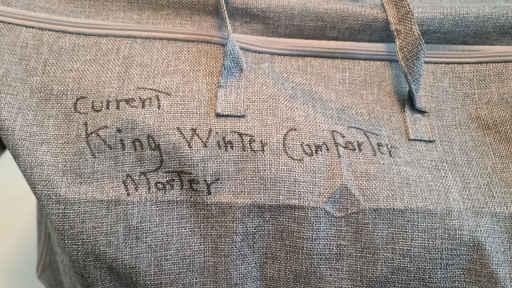 Current
King Winter Comforter
Master